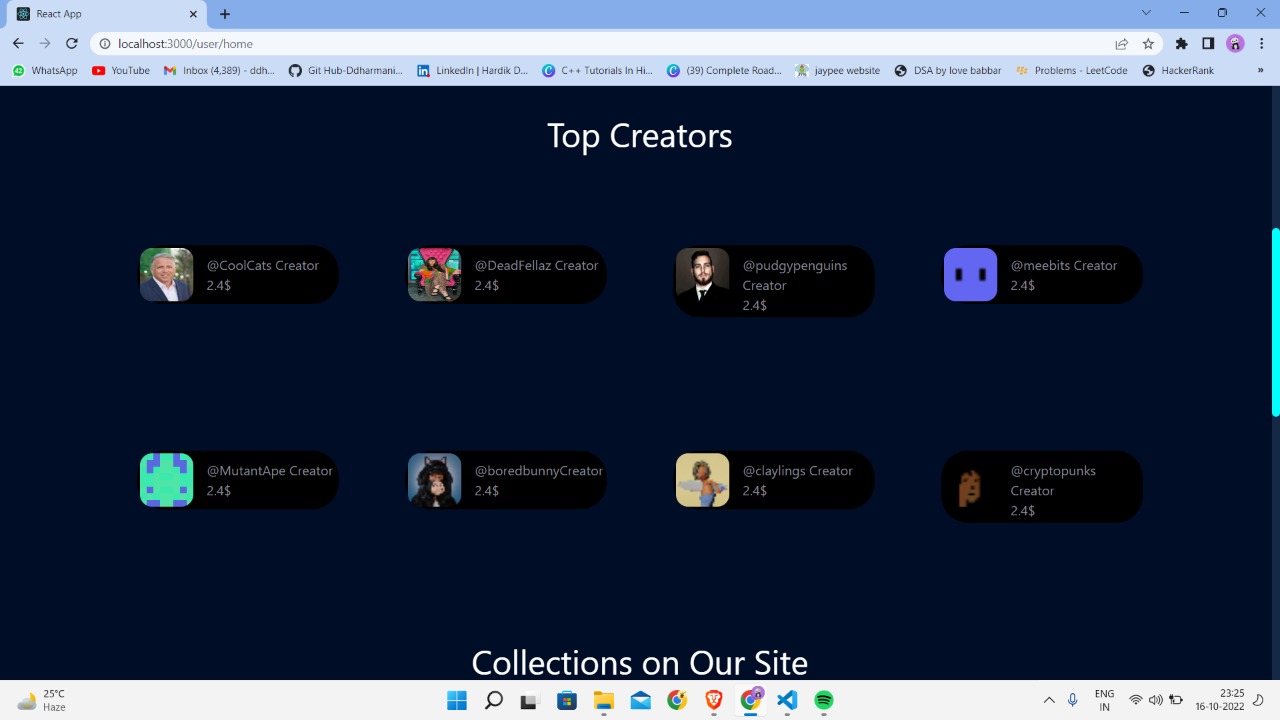 React App
localhost:3000/user/home
42
WhatsApp
YouTube
Inbox (4,389) - ddh...
Git Hub-Ddharmani...
LinkedIn | Hardik D...
C++ Tutorials In Hi...
(39) Complete Road...
jaypee website
DSA by love babbar
Problems - LeetCode
HackerRank
»
Top Creators
@CoolCats Creator
2.4$
@DeadFellaz Creator
2.4$
@pudgypenguins
Creator
2.4$
@meebits Creator
2.4$
@MutantApe Creator
2.4$
@boredbunnyCreator
2.4$
@claylings Creator
2.4$
@cryptopunks
Creator
2.4$
Collections on Our Site
25°C
Haze
ENG
IN
23:25
16-10-2022